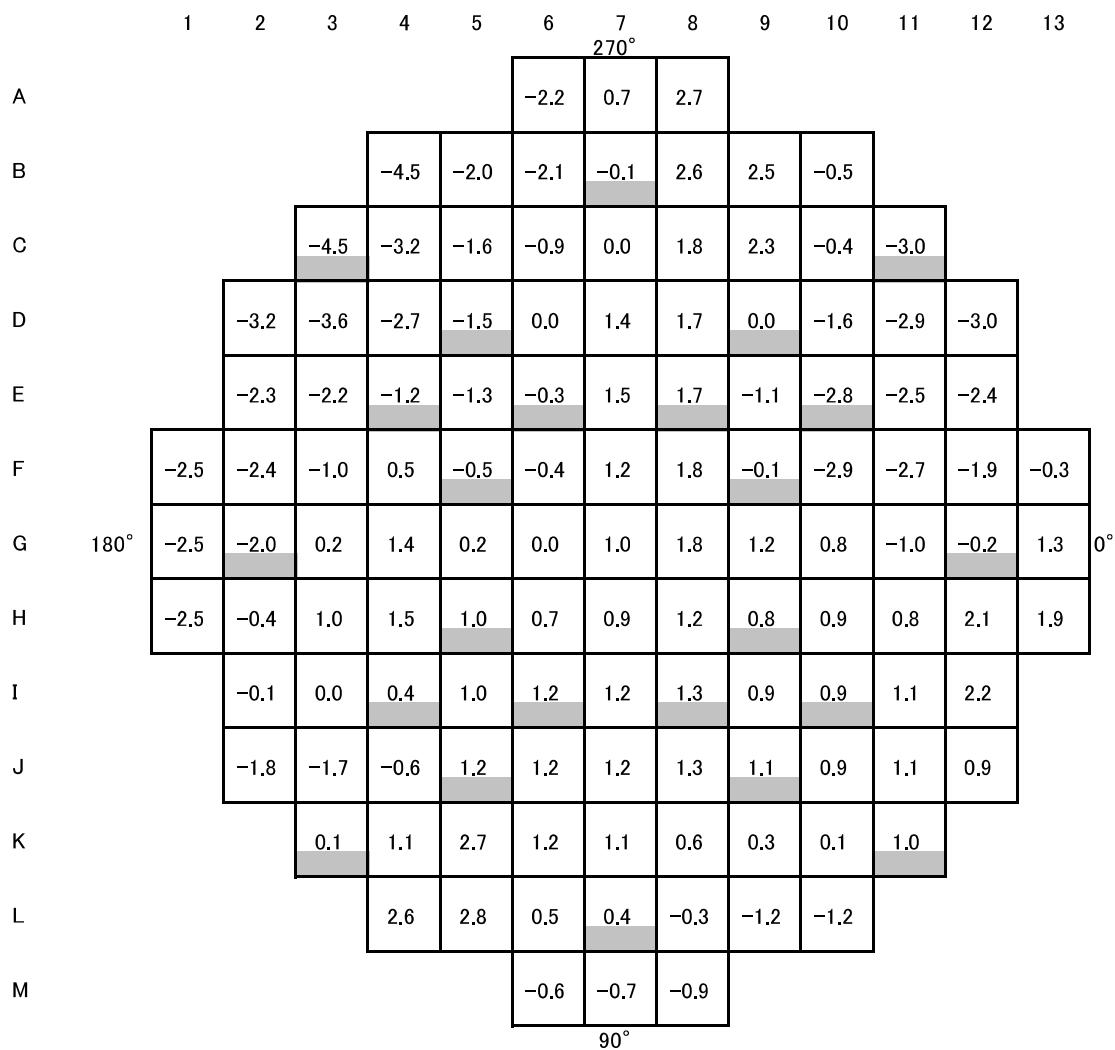 1 2 3 4 5 6 7 8 9 10 11 12 13
270°
A −2.2 0.7 2.7
B −4.5 −2.0 −2.1 −0.1 2.6 2.5 −0.5
C −4.5 −3.2 −1.6 −0.9 0.0 1.8 2.3 −0.4 −3.0
D −3.2 −3.6 −2.7 −1.5 0.0 1.4 1.7 0.0 −1.6 −2.9 −3.0
E −2.3 −2.2 −1.2 −1.3 −0.3 1.5 1.7 −1.1 −2.8 −2.5 −2.4
F −2.5 −2.4 −1.0 0.5 −0.5 −0.4 1.2 1.8 −0.1 −2.9 −2.7 −1.9 −0.3
G 180° −2.5 −2.0 0.2 1.4 0.2 0.0 1.0 1.8 1.2 0.8 −1.0 −0.2 1.3 0°
H −2.5 −0.4 1.0 1.5 1.0 0.7 0.9 1.2 0.8 0.9 0.8 2.1 1.9
I −0.1 0.0 0.4 1.0 1.2 1.2 1.3 0.9 0.9 1.1 2.2
J −1.8 −1.7 −0.6 1.2 1.2 1.2 1.3 1.1 0.9 1.1 0.9
K 0.1 1.1 2.7 1.2 1.1 0.6 0.3 0.1 1.0
L 2.6 2.8 0.5 0.4 −0.3 −1.2 −1.2
M −0.6 −0.7 −0.9
90°